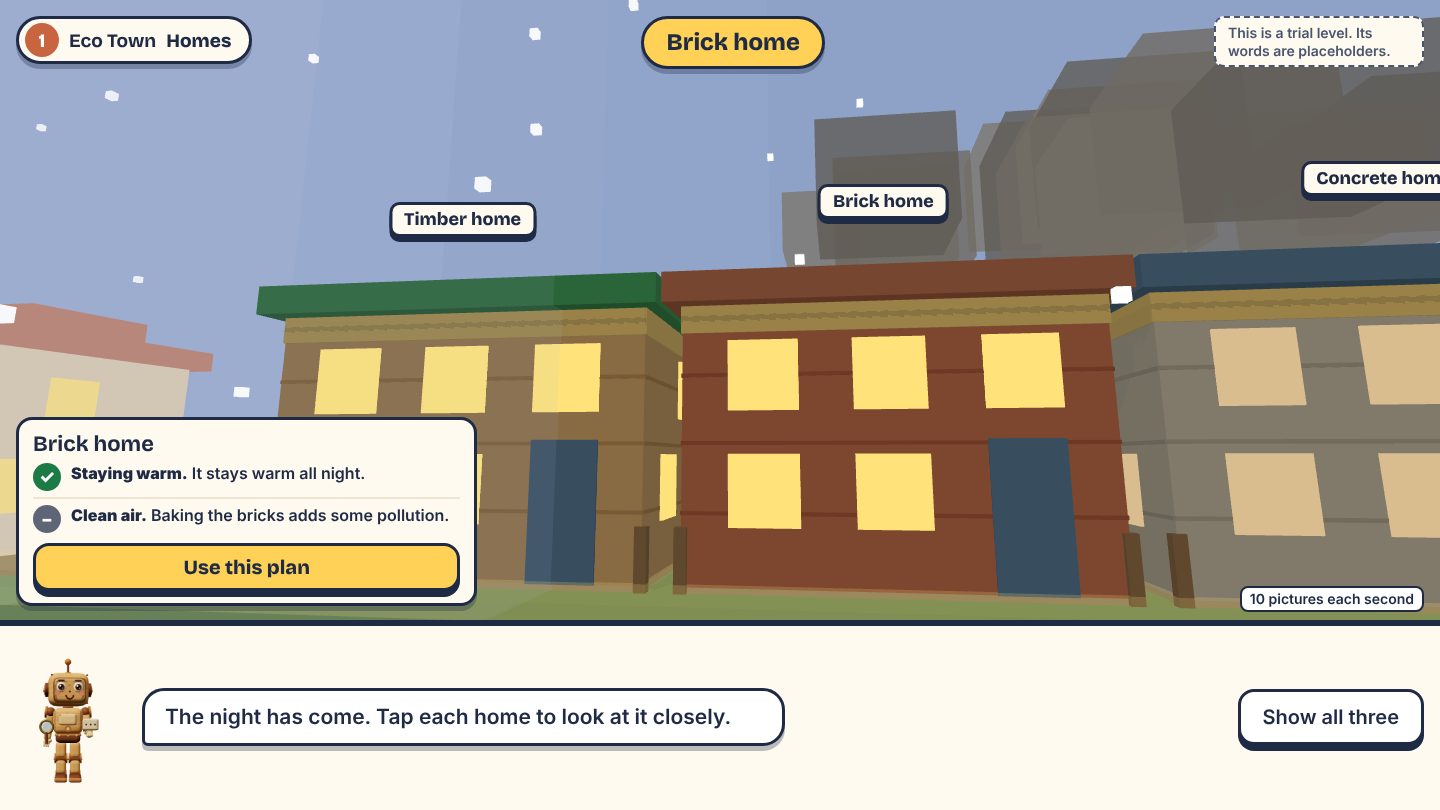 1 Eco Town Homes
Brick home
This is a trial level. Its
words are placeholders.
Timber home
Brick home
Concrete hom
Brick home
Staying warm. It stays warm all night.
Clean air. Baking the bricks adds some pollution.
Use this plan
10 pictures each second
The night has come. Tap each home to look at it closely.
Show all three